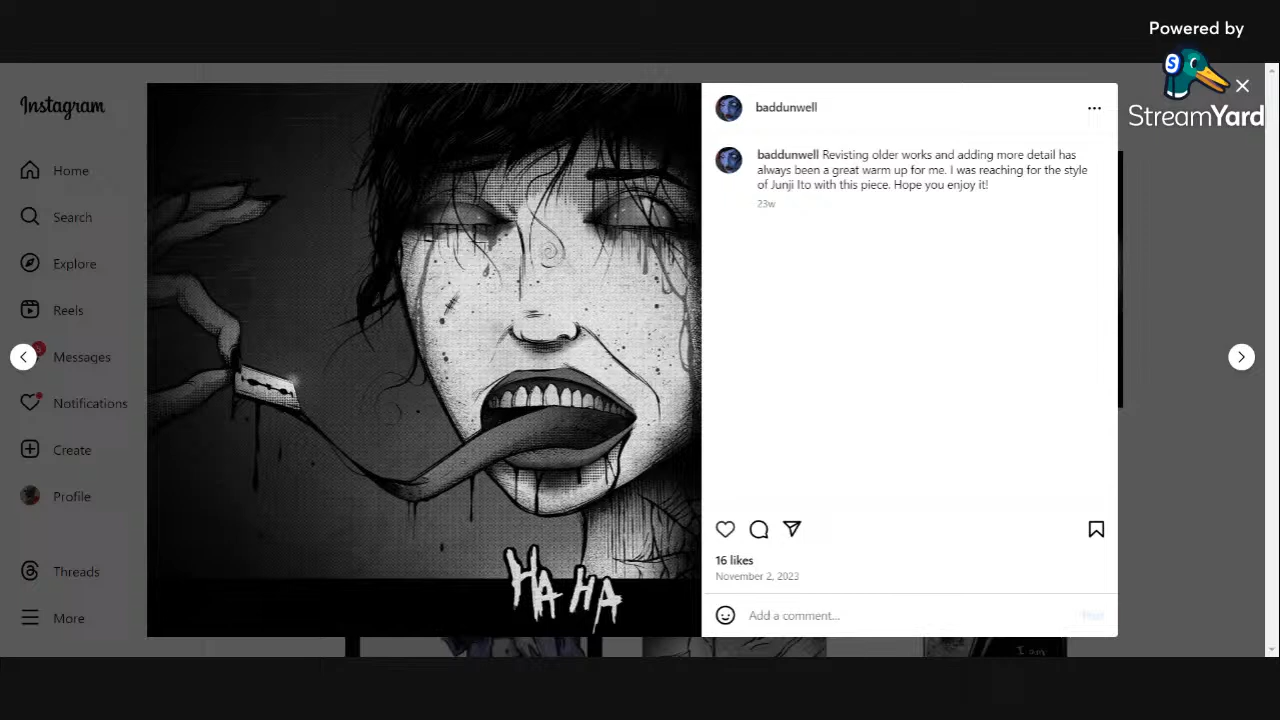 Powered by
StreamYard
Instagram
Home
Search
Explore
Reels
Messages
Notifications
Create
Profile
Threads
More
HA HA
baddunwell
baddunwell Revisting older works and adding more detail has
always been a great warm up for me. I was reaching for the style
of Junji Ito with this piece. Hope you enjoy it!
23w
16 likes
November 2, 2023
Add a comment...
Post
I am